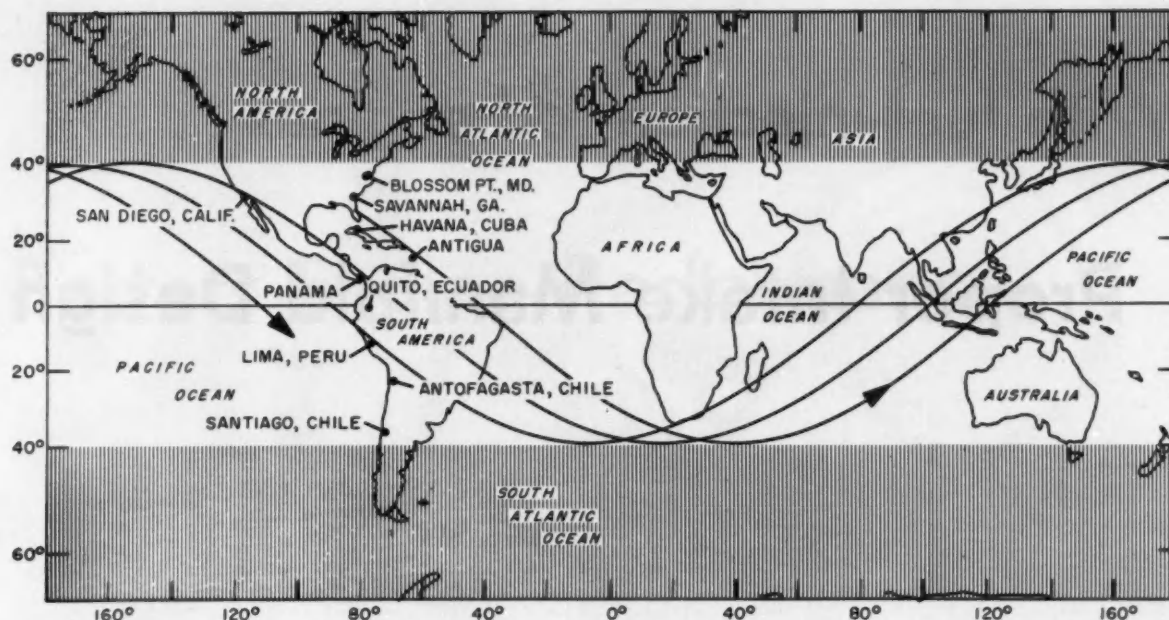 60°
40°
20°
0
20°
40°
60°
NORTH
AMERICA
NORTH
ATLANTIC
OCEAN
EUROPE
ASIA
BLOSSOM PT., MD.
SAVANNAH, GA.
SAN DIEGO, CALIF.
HAVANA, CUBA
ANTIGUA
AFRICA
PACIFIC
OCEAN
PANAMA
QUITO, ECUADOR
INDIAN
OCEAN
SOUTH
AMERICA
LIMA, PERU
PACIFIC
OCEAN
ANTOFAGASTA, CHILE
AUSTRALIA
SANTIAGO, CHILE
SOUTH
ATLANTIC
OCEAN
160° 120° 80° 40° 0° 40° 80° 120° 160°